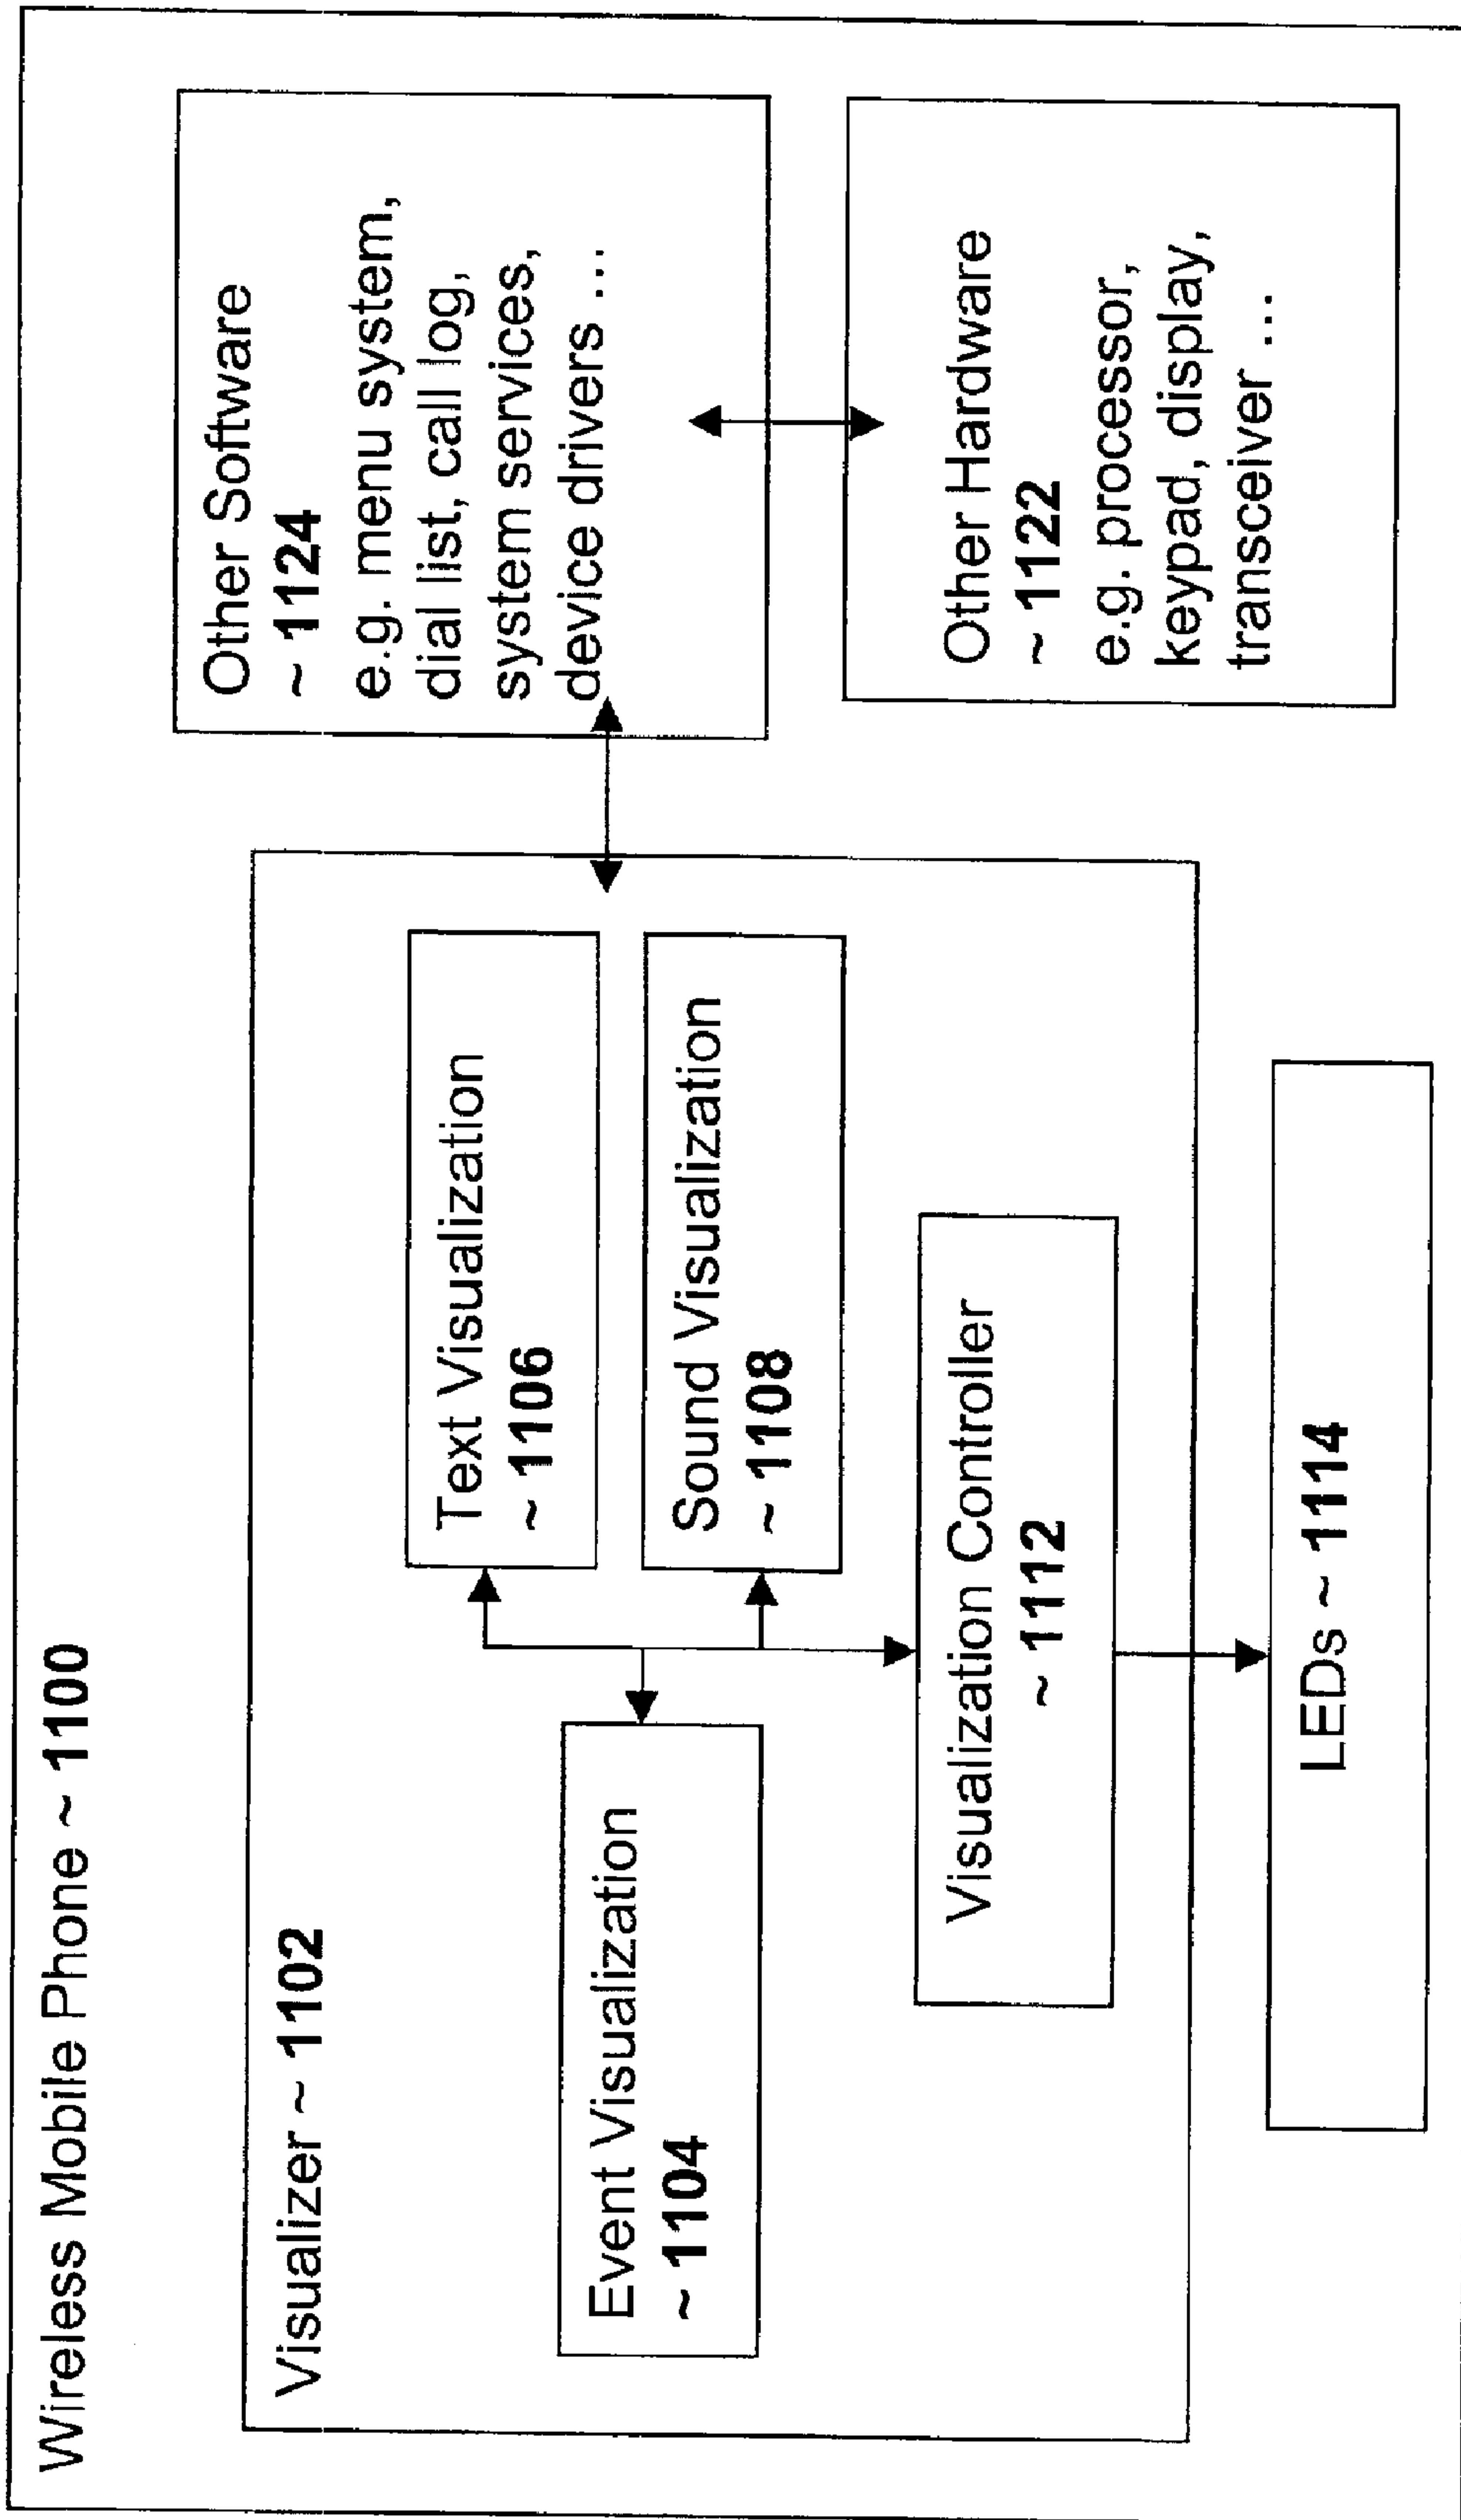 Wireless Mobile Phone ~ 1100
Visualizer ~ 1102
Event Visualization
~ 1104
Text Visualization
~ 1106
Sound Visualization
~ 1108
Visualization Controller
~ 1112
LEDs ~ 1114
Other Software
~ 1124
e.g. menu system,
dial list, call log,
system services,
device drivers ...
Other Hardware
~ 1122
e.g. processor,
keypad, display,
transceiver ...